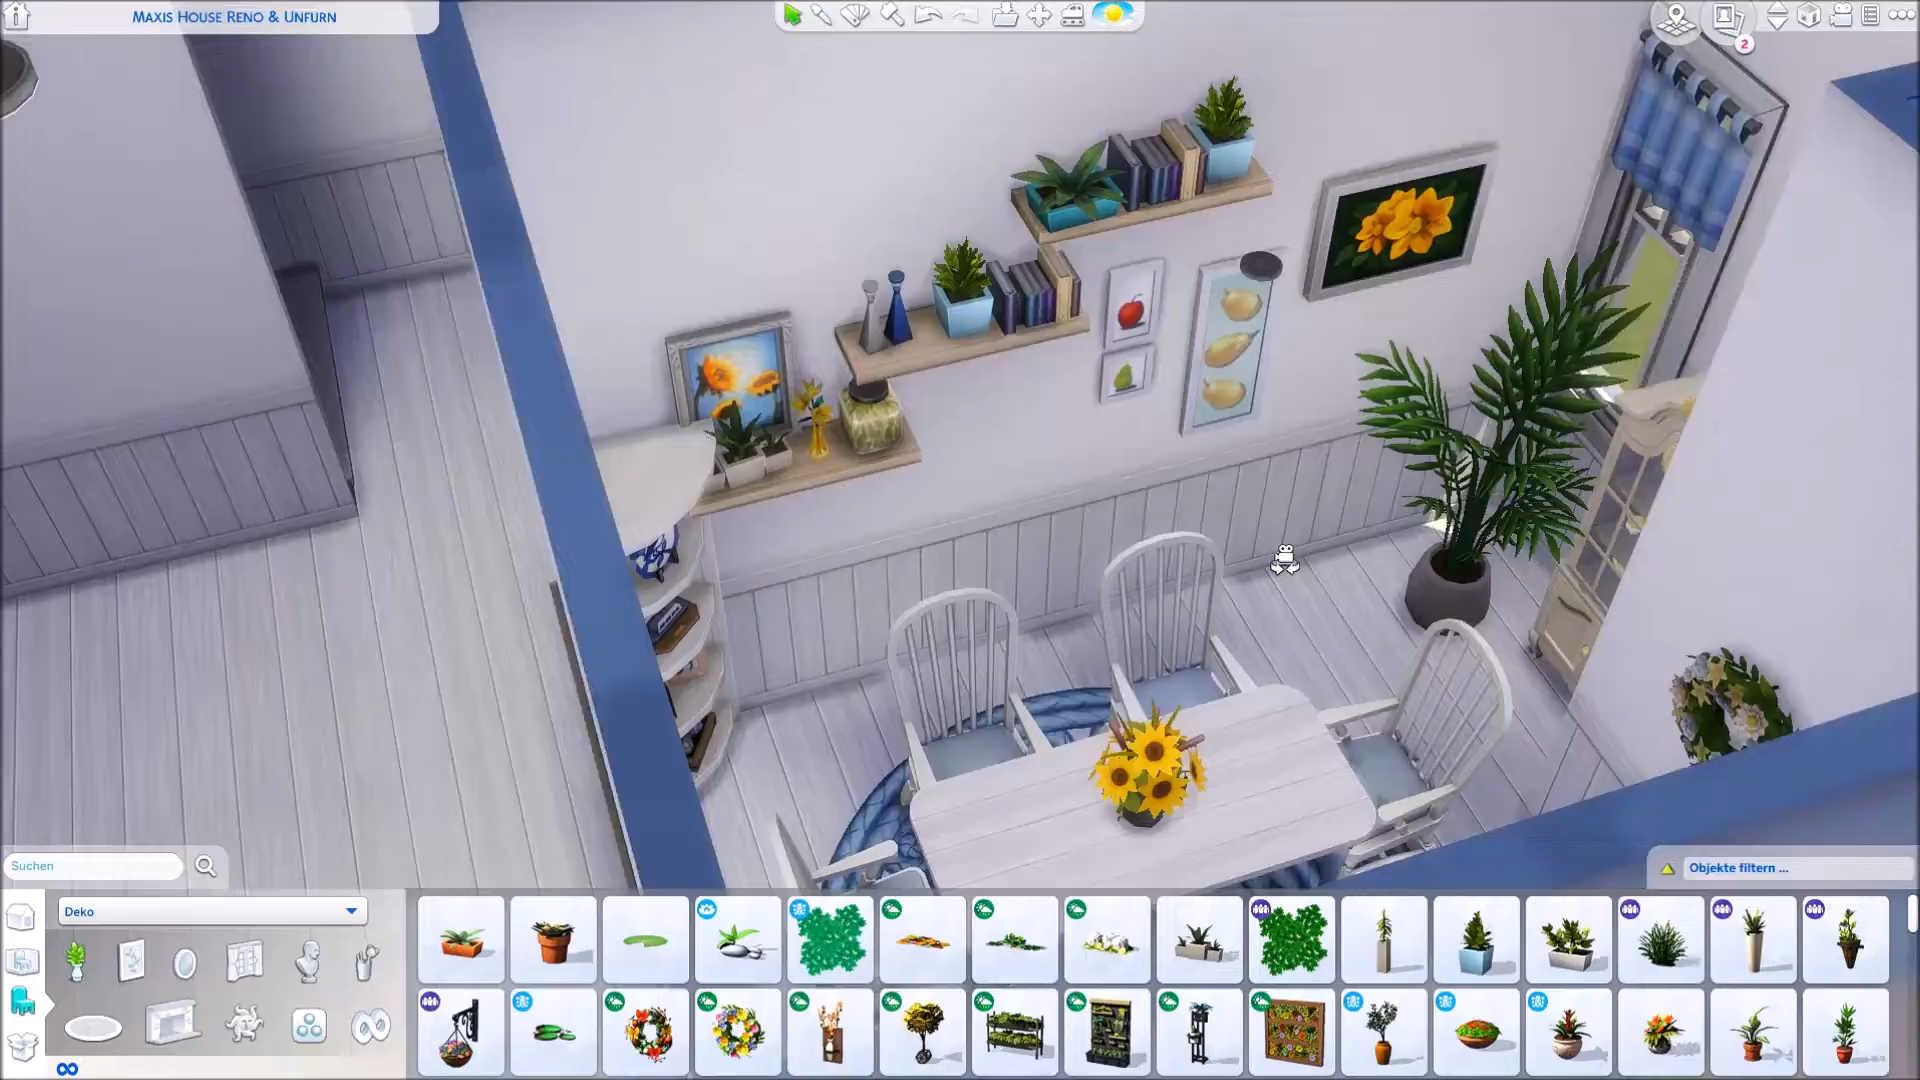 Maxis House Reno & Unfurn
2
Suchen
Objekte filtern ...
Deko